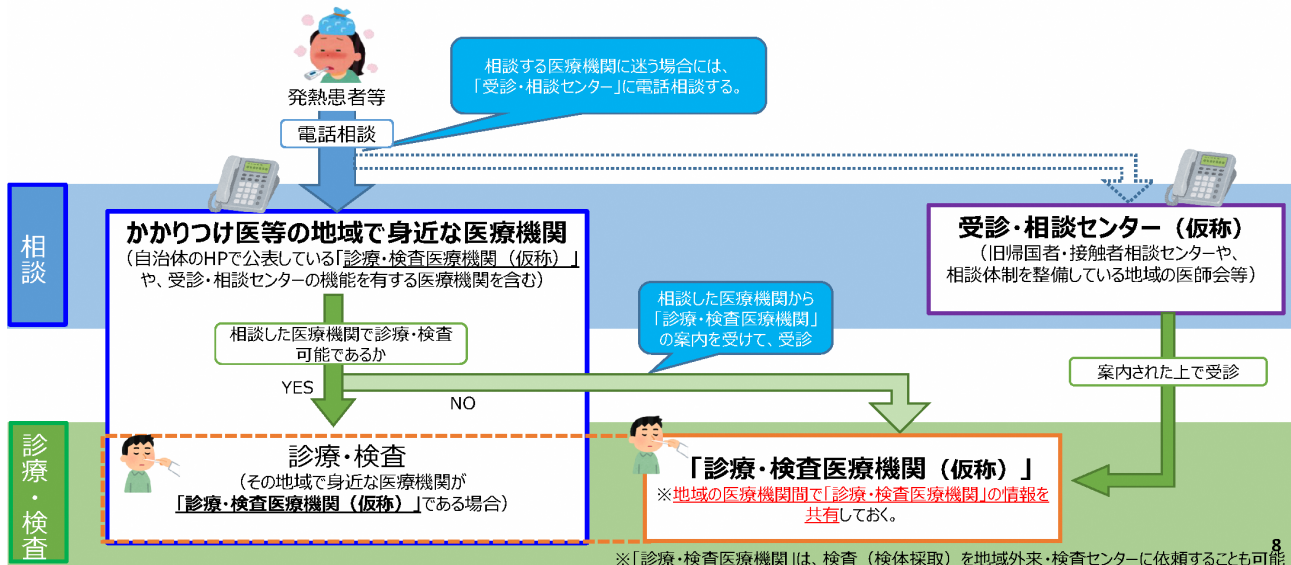 発熱患者等
相談する医療機関に迷う場合には、
「受診・相談センター」に電話相談する。
電話相談
相談
かかりつけ医等の地域で身近な医療機関
（自治体のHPで公表している「診療・検査医療機関（仮称）」
や、受診・相談センターの機能を有する医療機関を含む）
受診・相談センター（仮称）
（旧帰国者・接触者相談センターや、
相談体制を整備している地域の医師会等）
相談した医療機関で診療・検査
可能であるか
相談した医療機関から
「診療・検査医療機関」
の案内を受けて、受診
案内された上で受診
YES
NO
診療・検査
診療・検査
（その地域で身近な医療機関が
「診療・検査医療機関（仮称）」である場合）
「診療・検査医療機関（仮称）」
※地域の医療機関間で「診療・検査医療機関」の情報を
共有しておく。
※「診療・検査医療機関」は、検査（検体採取）を地域外来・検査センターに依頼することも可能
8